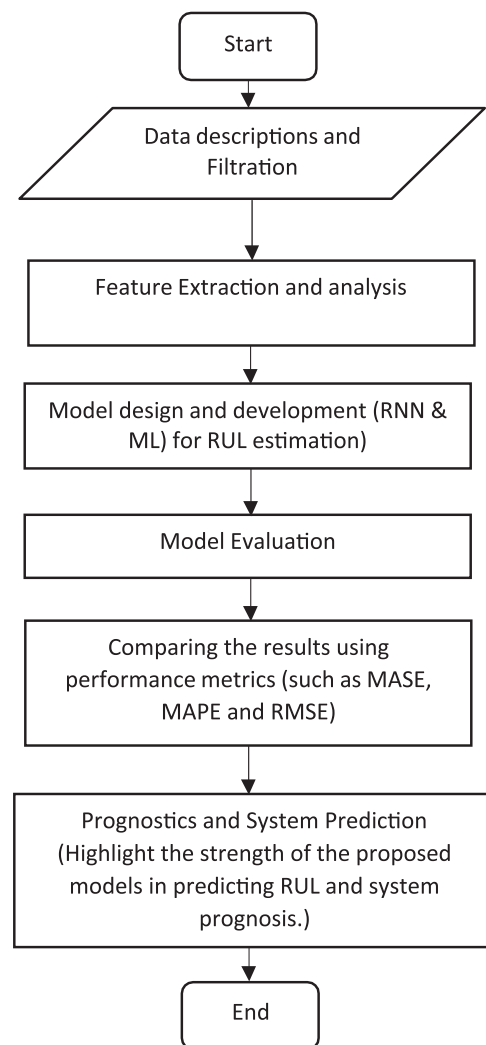 Start
Data descriptions and
Filtration
Feature Extraction and analysis
Model design and development (RNN &
ML) for RUL estimation)
Model Evaluation
Comparing the results using
performance metrics (such as MASE,
MAPE and RMSE)
Prognostics and System Prediction
(Highlight the strength of the proposed
models in predicting RUL and system
prognosis.)
End